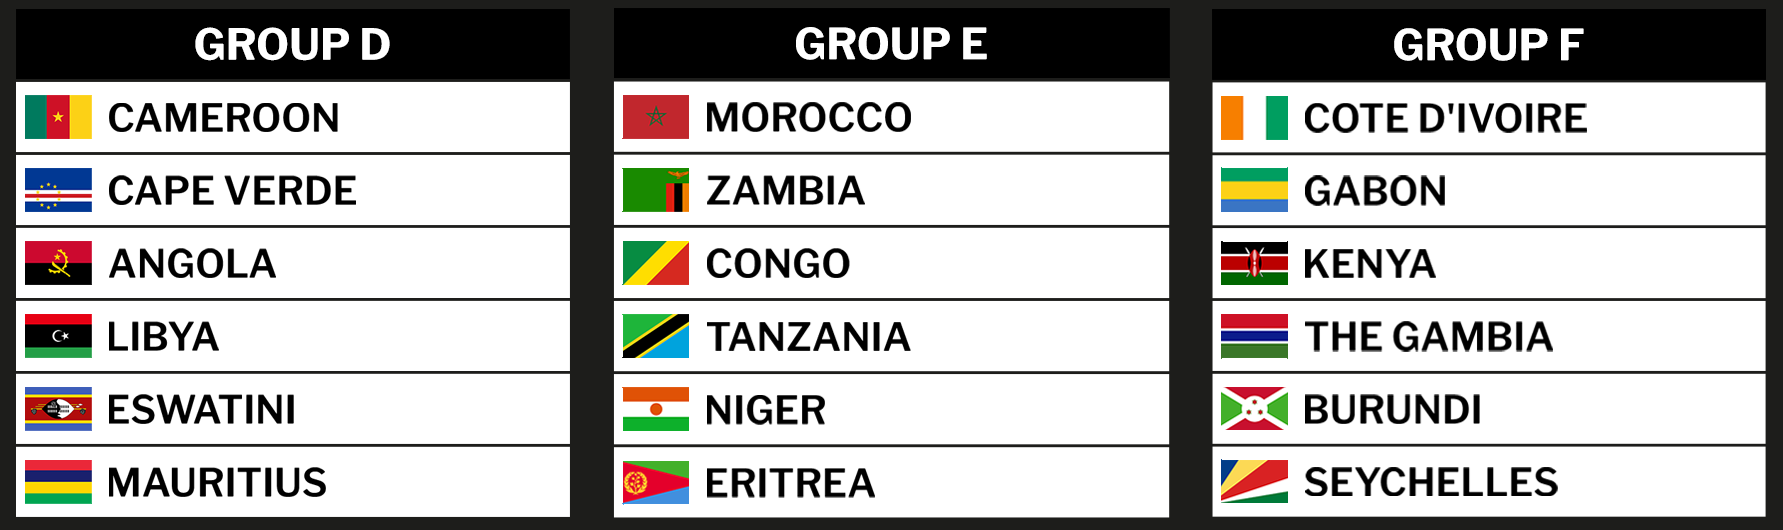 GROUP D
CAMEROON
CAPE VERDE
ANGOLA
LIBYA
ESWATINI
MAURITIUS
GROUP E
MOROCCO
ZAMBIA
CONGO
TANZANIA
NIGER
ERITREA
GROUP F
COTE D'IVOIRE
GABON
KENYA
THE GAMBIA
BURUNDI
SEYCHELLES